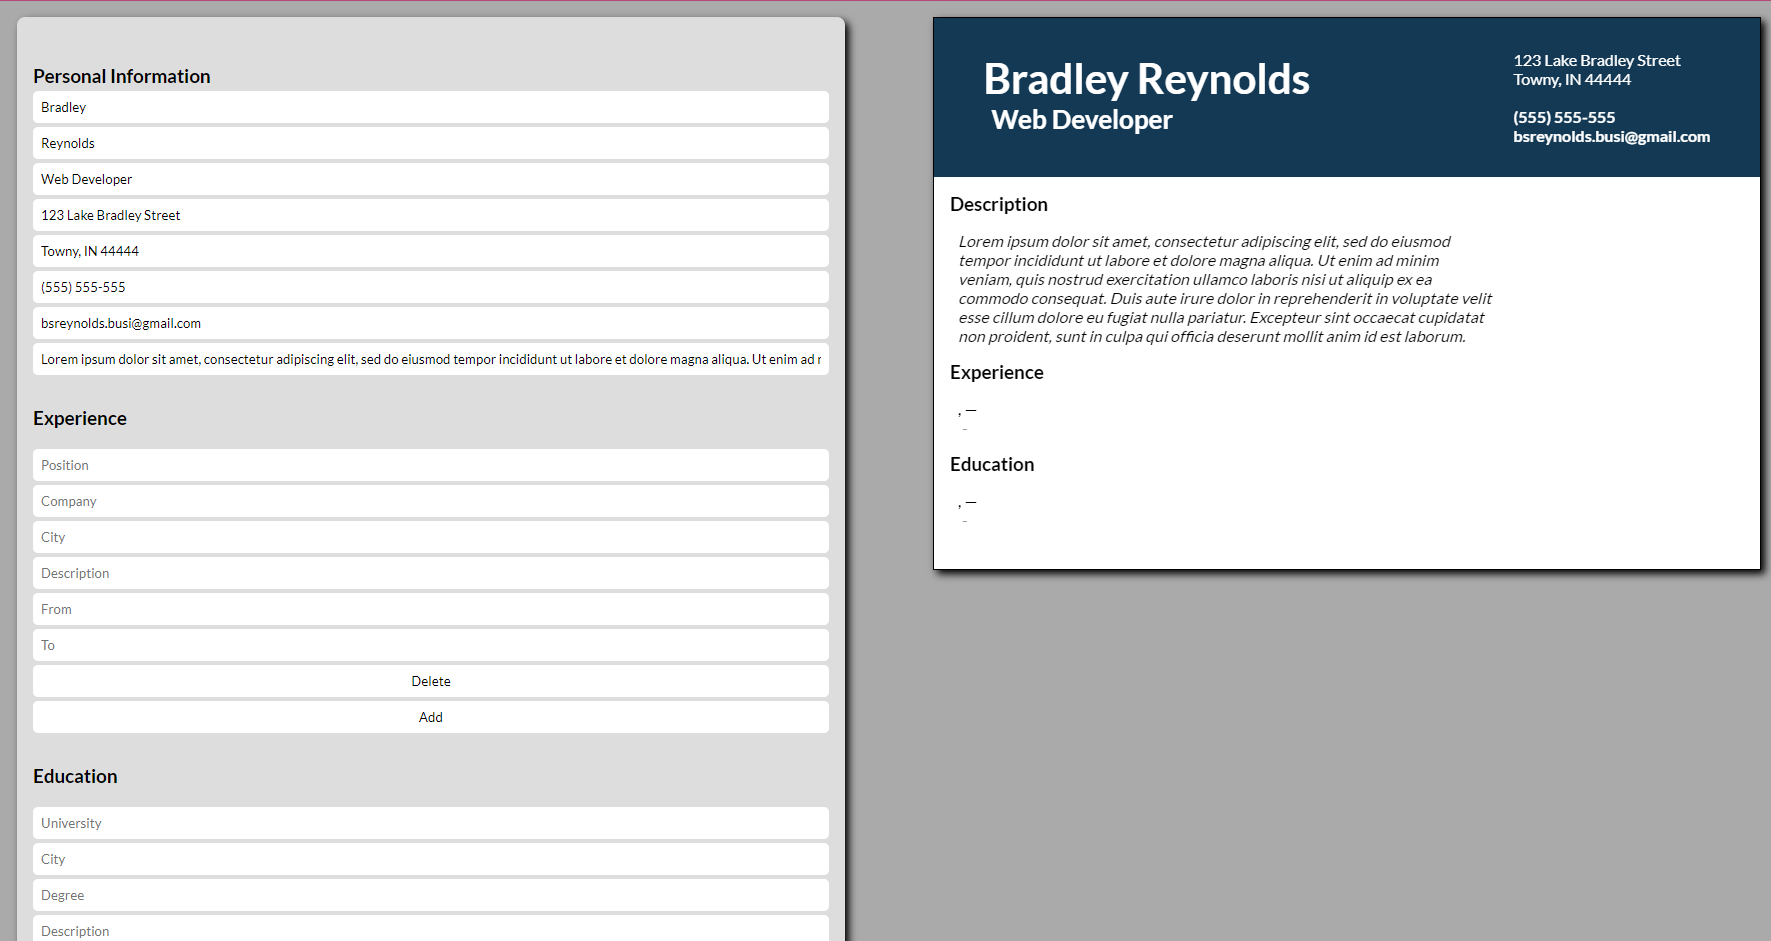 Personal Information
Bradley
Reynolds
Web Developer
123 Lake Bradley Street
Towny, IN 44444
(555) 555-555
bsreynolds.busi@gmail.com
Lorem ipsum dolor sit amet, consectetur adipiscing elit, sed do eiusmod tempor incididunt ut labore et dolore magna aliqua. Ut enim ad
Experience
Position
Company
City
Description
From
To
Delete
Add
Education
University
City
Degree
Description
Bradley Reynolds
Web Developer
123 Lake Bradley Street
Towny, IN 44444
(555) 555-555
bsreynolds.busi@gmail.com
Description
Lorem ipsum dolor sit amet, consectetur adipiscing elit, sed do eiusmod
tempor incididunt ut labore et dolore magna aliqua. Ut enim ad minim
veniam, quis nostrud exercitation ullamco laboris nisi ut aliquip ex ea
commodo consequat. Duis aute irure dolor in reprehenderit in voluptate velit
esse cillum dolore eu fugiat nulla pariatur. Excepteur sint occaecat cupidatat
non proident, sunt in culpa qui officia deserunt mollit anim id est laborum.
Experience
, —
-
Education
, —
-